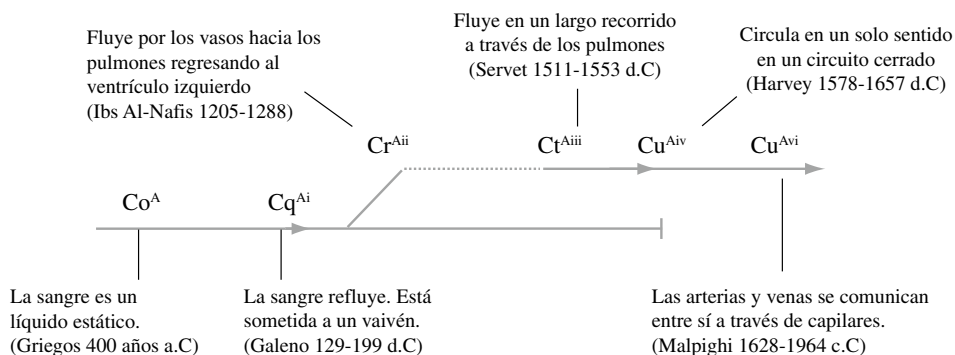 Fluye por los vasos hacia los
pulmones regresando al
ventrículo izquierdo
(Ibs Al-Nafis 1205-1288)
Fluye en un largo recorrido
a través de los pulmones
(Servet 1511-1553 d.C)
Circula en un solo sentido
en un circuito cerrado
(Harvey 1578-1657 d.C)
Cr^Aii
Ct^Aiii
Cu^Aiv
Cu^Avi
Co^A
Cq^Ai
La sangre es un
líquido estático.
(Griegos 400 años a.C)
La sangre refluye. Está
sometida a un vaivén.
(Galeno 129-199 d.C)
Las arterias y venas se comunican
entre sí a través de capilares.
(Malpighi 1628-1964 c.C)